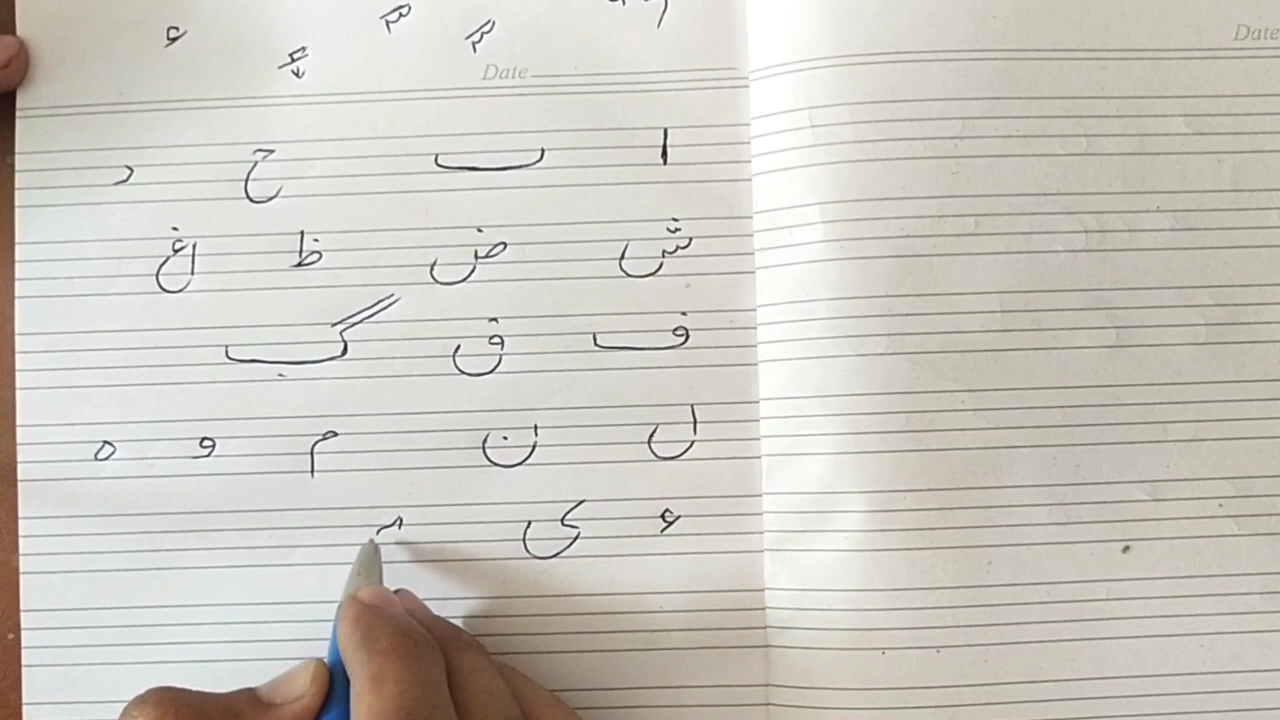 ء
Date
Date
ا ٮ ح د
ش ض ظ غ
ف ق گ
ل ن م و ہ
ء ی